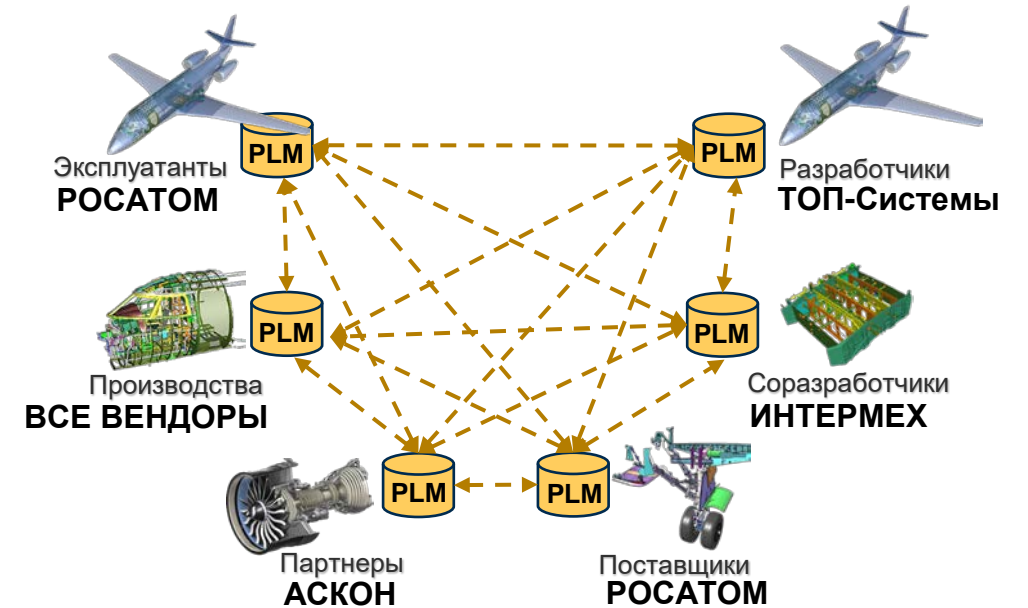 PLM
Эксплуатанты
РОСАТОМ
PLM
Разработчики
ТОП-Системы
PLM
Производства
ВСЕ ВЕНДОРЫ
PLM
Соразработчики
ИНТЕРМЕХ
PLM
Партнеры
АСКОН
PLM
Поставщики
РОСАТОМ